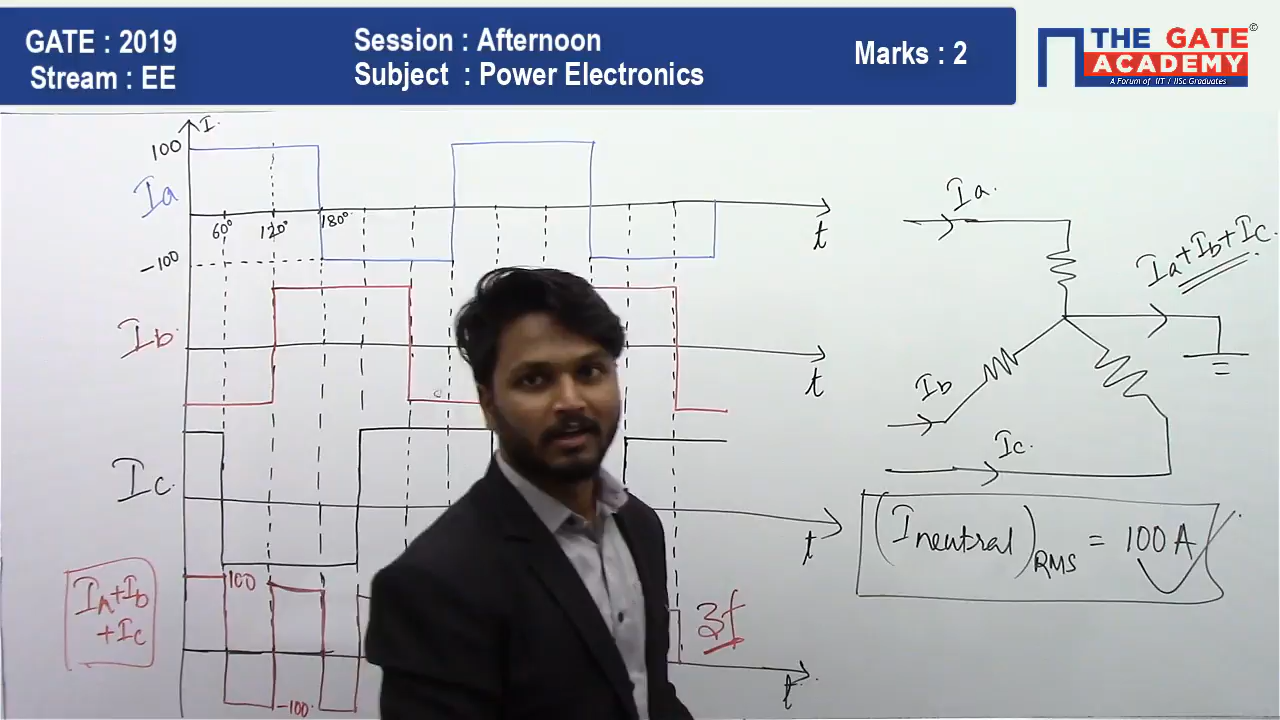 GATE : 2019
Stream : EE
Session : Afternoon
Subject : Power Electronics
Marks : 2
THE GATE
ACADEMY
©
A Forum of IIT / IISc Graduates
I.
100
Ia
60°
120°
180°
-100
t
Ib
t
Ic
t
Ia+Ib
+Ic
100
-100
3f
t
Ia.
Ia+Ib+Ic.
Ib
Ic.
(Ineutral)RMS = 100A